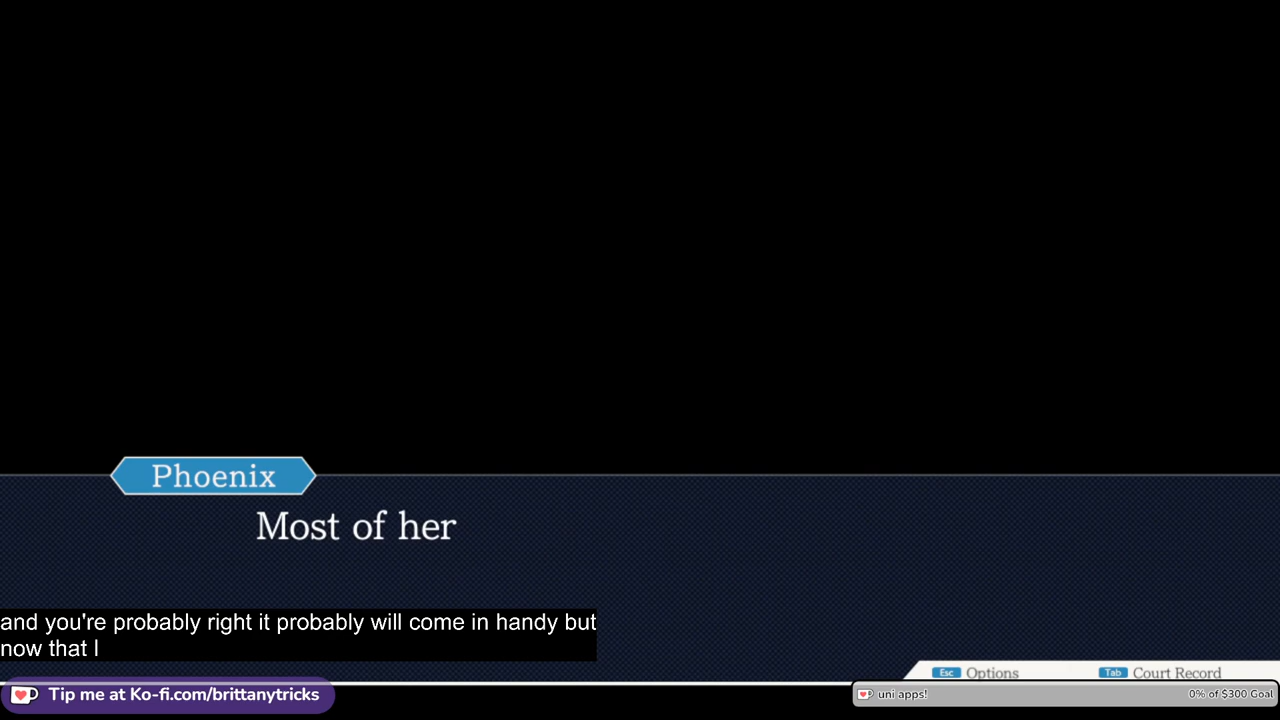 Phoenix
Most of her
and you're probably right it probably will come in handy but
now that I
Esc Options
Tab Court Record
Tip me at Ko-fi.com/brittanytricks
uni apps!
0% of $300 Goal